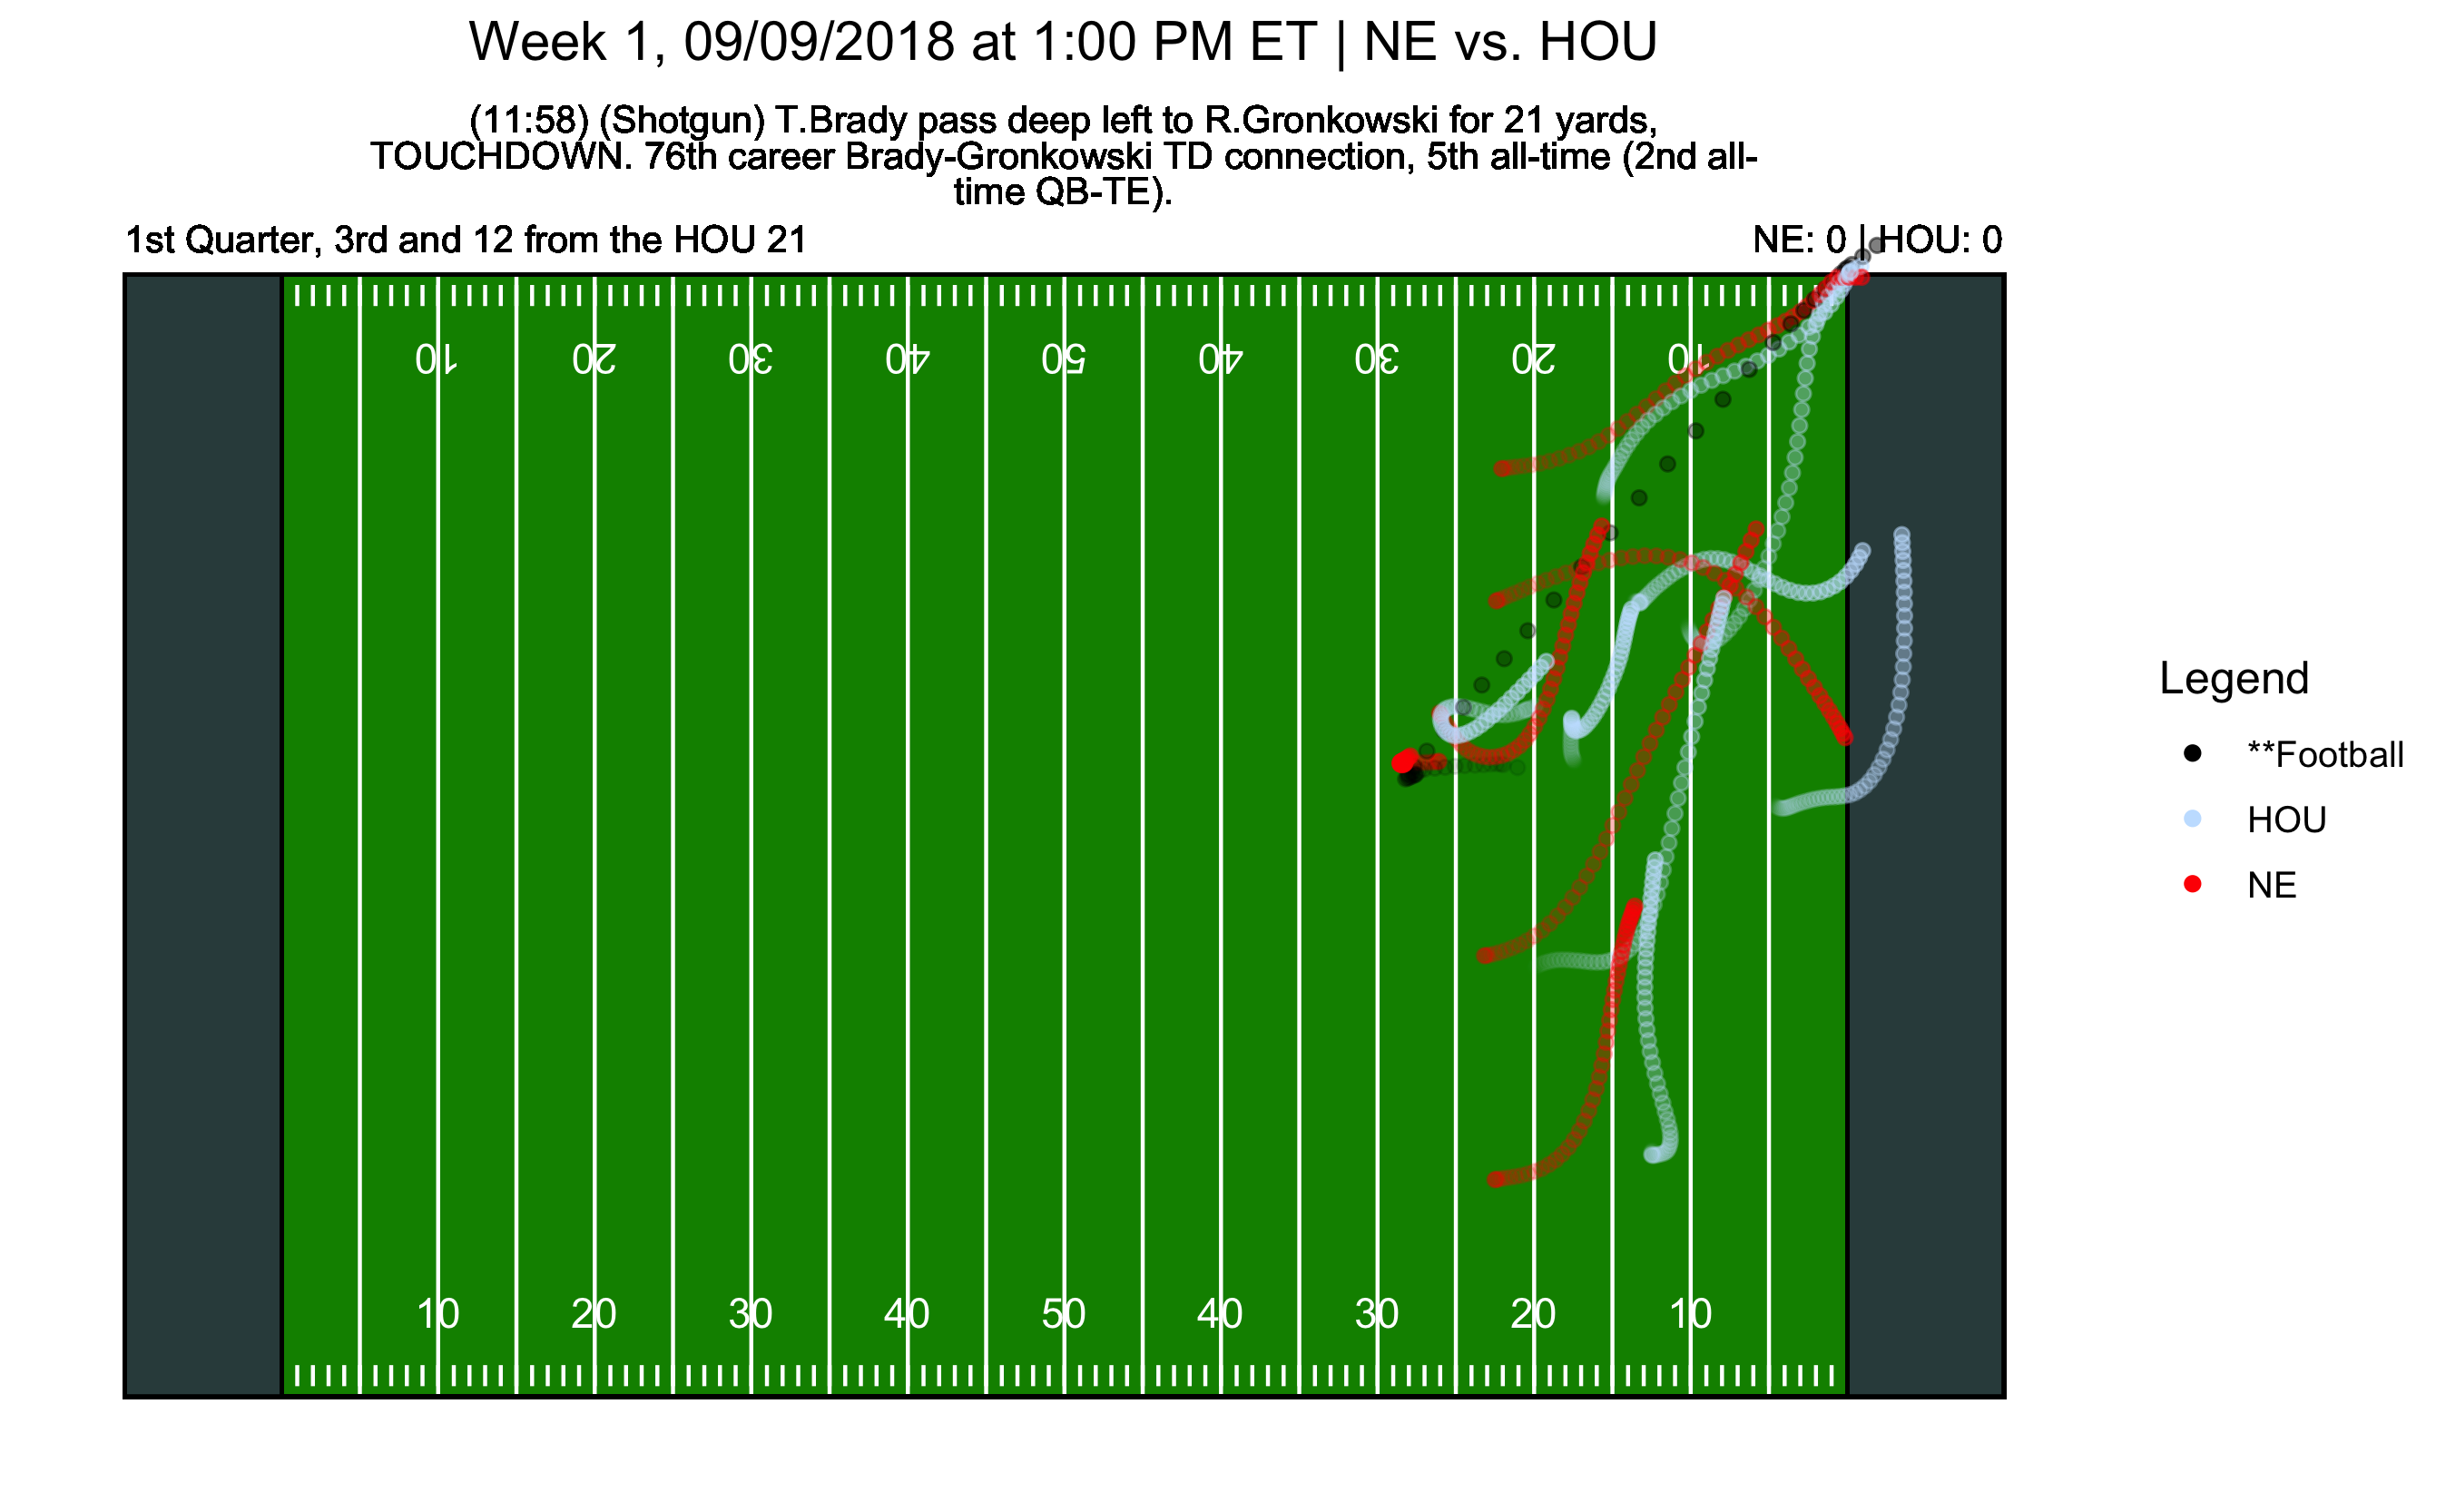 Week 1, 09/09/2018 at 1:00 PM ET | NE vs. HOU
(11:58) (Shotgun) T.Brady pass deep left to R.Gronkowski for 21 yards,
TOUCHDOWN. 76th career Brady-Gronkowski TD connection, 5th all-time (2nd all-
time QB-TE).
1st Quarter, 3rd and 12 from the HOU 21
NE: 0 | HOU: 0
10 20 30 40 50 40 30 20 10
Legend
**Football
HOU
NE
10 20 30 40 50 40 30 20 10